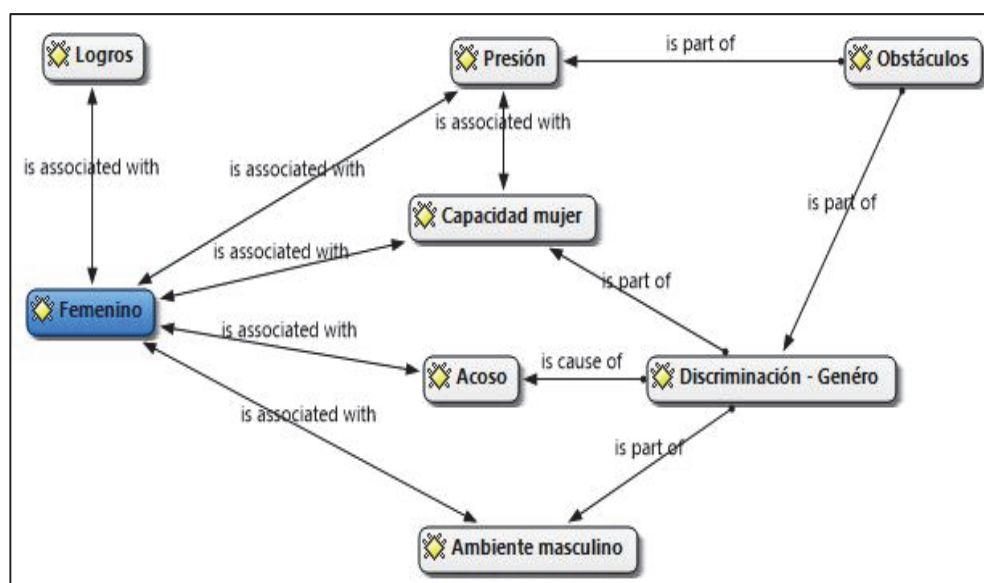 Logros
Presión
is part of
Obstáculos
is associated with
is associated with
is associated with
Capacidad mujer
is part of
is associated with
is part of
Femenino
is associated with
Acoso
is cause of
Discriminación - Genéro
is associated with
is part of
Ambiente masculino